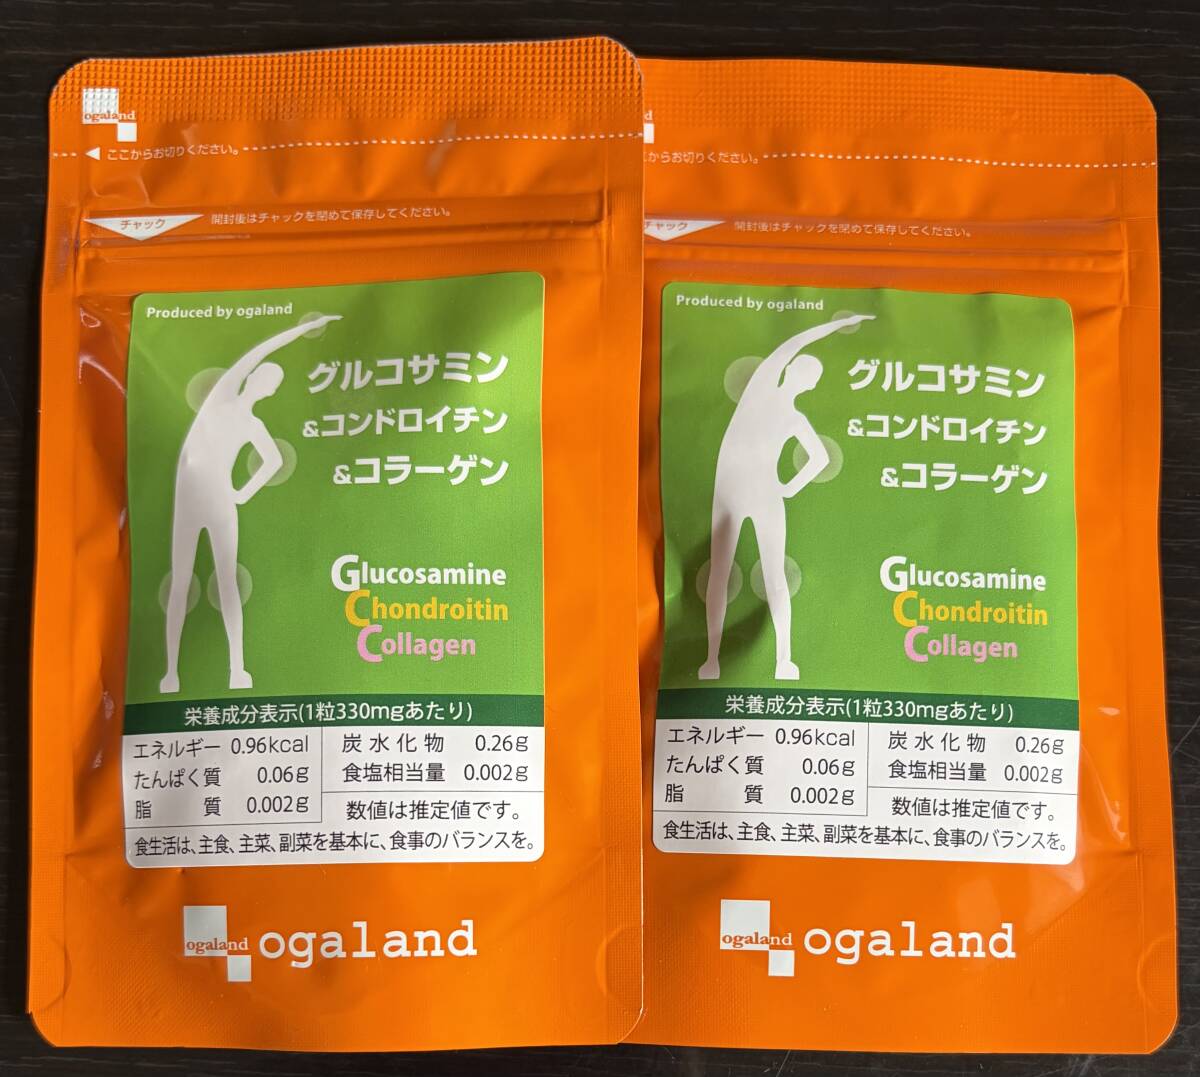 ogaland
ここからお切りください。
チャック
開封後はチャックを閉めて保存してください。
Produced by ogaland
グルコサミン
&コンドロイチン
&コラーゲン
Glucosamine
Chondroitin
Collagen
栄養成分表示(1粒330mgあたり)
エネルギー 0.96kcal
たんぱく質 0.06g
脂質 0.002g
炭水化物 0.26g
食塩相当量 0.002g
数値は推定値です。
食生活は、主食、主菜、副菜を基本に、食事のバランスを。
ogaland
ogaland
からお切りください。
チャック
開封後はチャックを閉めて保存してください。
Produced by ogaland
グルコサミン
&コンドロイチン
&コラーゲン
Glucosamine
Chondroitin
Collagen
栄養成分表示(1粒330mgあたり)
エネルギー 0.96kcal
たんぱく質 0.06g
脂質 0.002g
炭水化物 0.26g
食塩相当量 0.002g
数値は推定値です。
食生活は、主食、主菜、副菜を基本に、食事のバランスを。
ogaland
ogaland